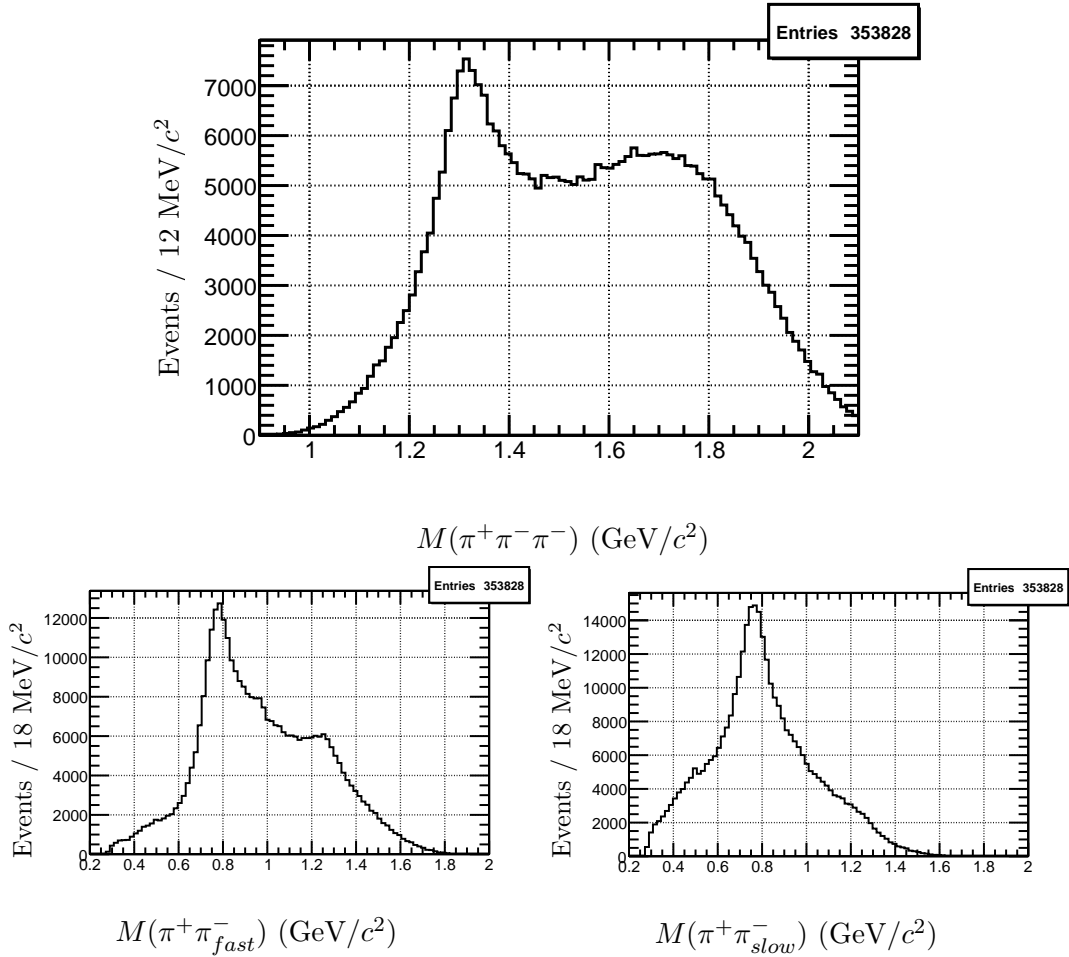 Entries 353828
Events / 12 MeV/c²
7000
6000
5000
4000
3000
2000
1000
0
1 1.2 1.4 1.6 1.8 2
M(π⁺π⁻π⁻) (GeV/c²)
Entries 353828
Events / 18 MeV/c²
12000
10000
8000
6000
4000
2000
0
0.2 0.4 0.6 0.8 1 1.2 1.4 1.6 1.8 2
M(π⁺π⁻fast) (GeV/c²)
Entries 353828
Events / 18 MeV/c²
14000
12000
10000
8000
6000
4000
2000
0
0.2 0.4 0.6 0.8 1 1.2 1.4 1.6 1.8 2
M(π⁺π⁻slow) (GeV/c²)